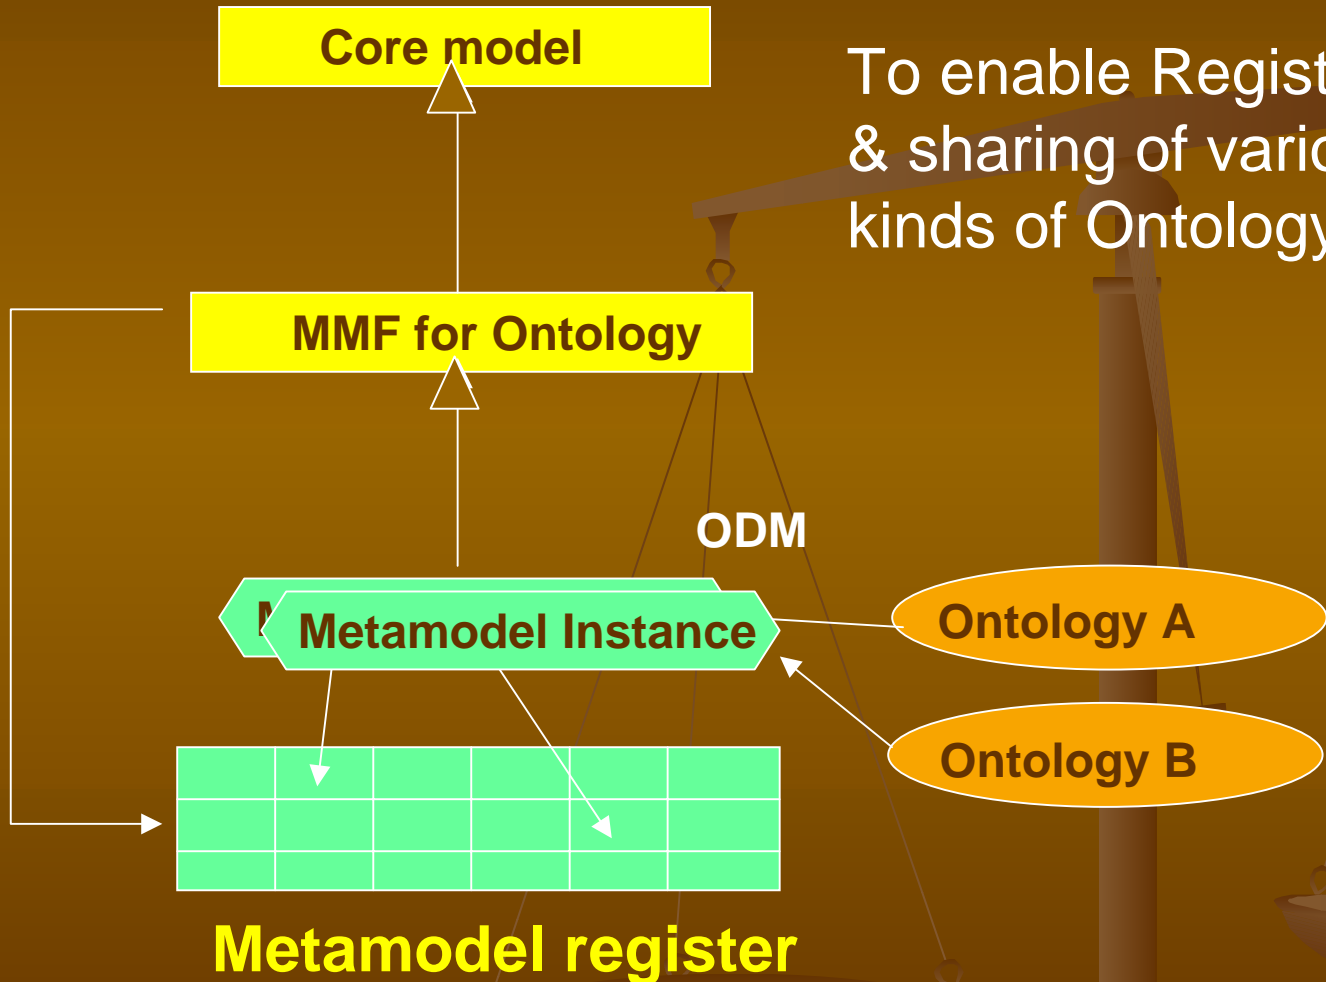 Core model
To enable Regist
& sharing of vario
kinds of Ontology
MMF for Ontology
ODM
M
Metamodel Instance
Ontology A
Ontology B
Metamodel register